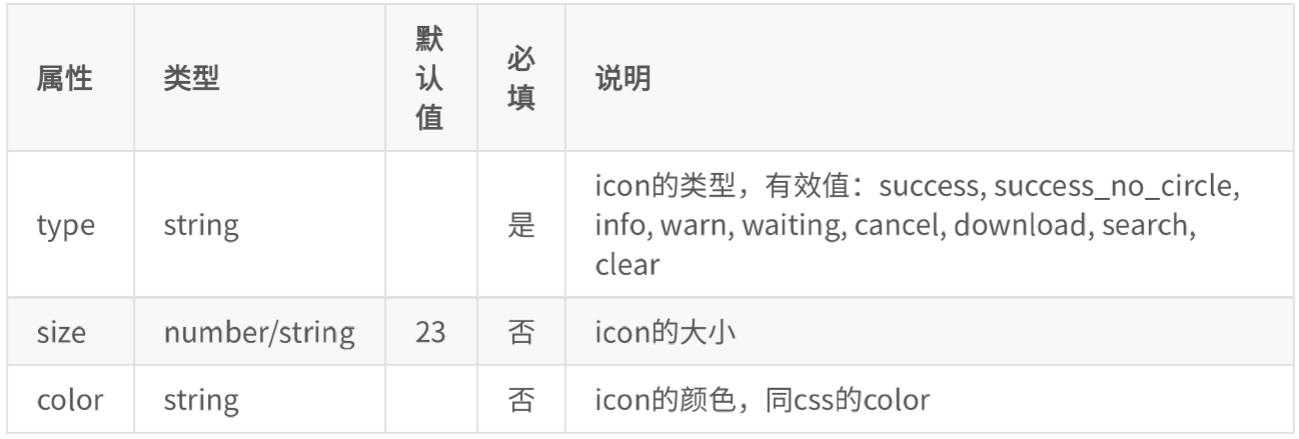 属性 类型 默认值 必填 说明
type string 是 icon的类型，有效值：success, success_no_circle,
info, warn, waiting, cancel, download, search,
clear
size number/string 23 否 icon的大小
color string 否 icon的颜色，同css的color